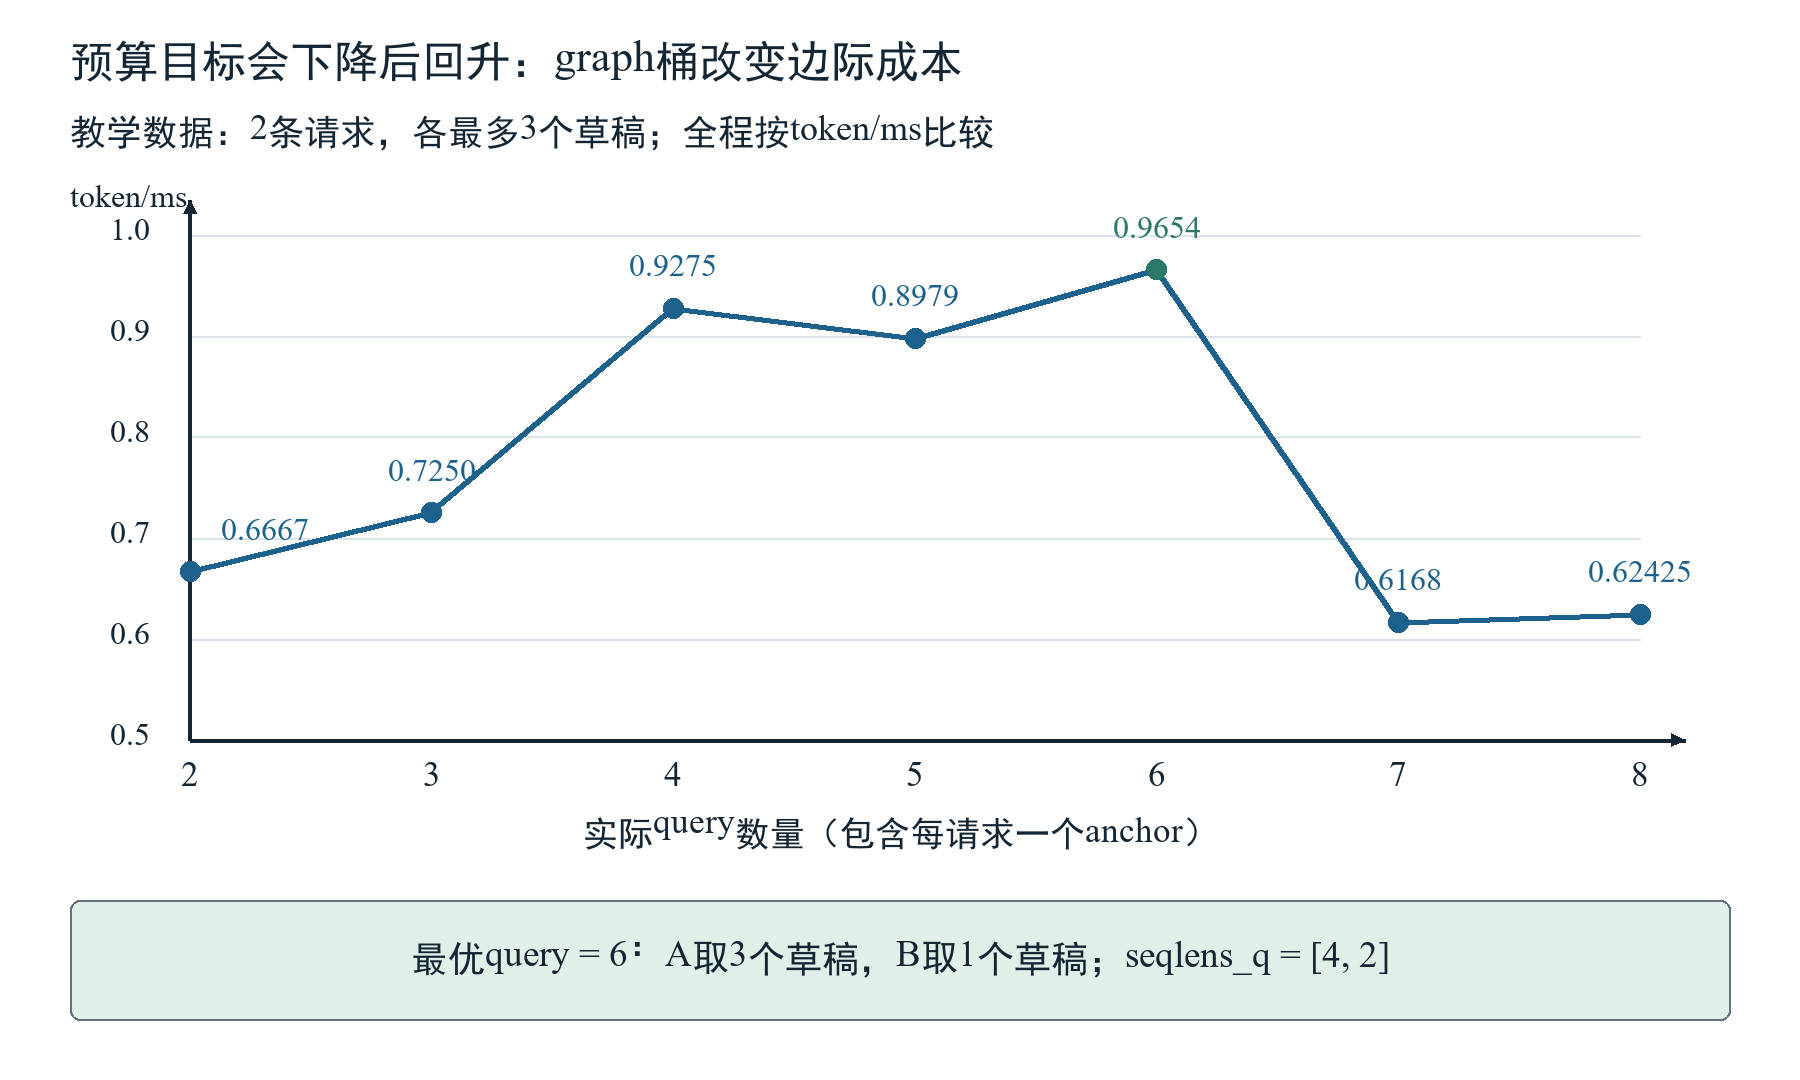 预算目标会下降后回升：graph桶改变边际成本
教学数据：2条请求，各最多3个草稿；全程按token/ms比较
token/ms
1.0
0.9
0.8
0.7
0.6
0.5
0.6667
0.7250
0.9275
0.8979
0.9654
0.6168
0.62425
2 3 4 5 6 7 8
实际query数量（包含每请求一个anchor）
最优query = 6：A取3个草稿，B取1个草稿；seqlens_q = [4, 2]